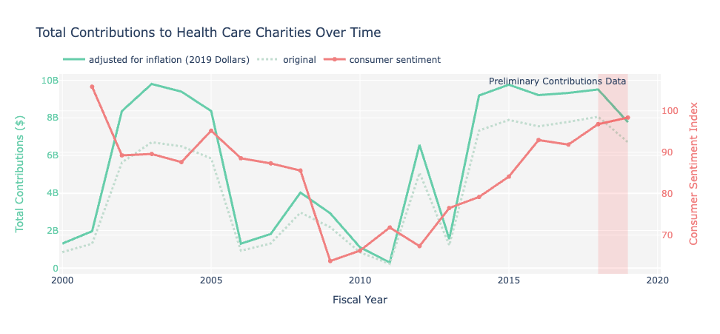 Total Contributions to Health Care Charities Over Time
adjusted for inflation (2019 Dollars) original consumer sentiment
Preliminary Contributions Data
10B
8B
6B
4B
2B
0
Total Contributions ($)
100
90
80
70
Consumer Sentiment Index
2000 2005 2010 2015 2020
Fiscal Year